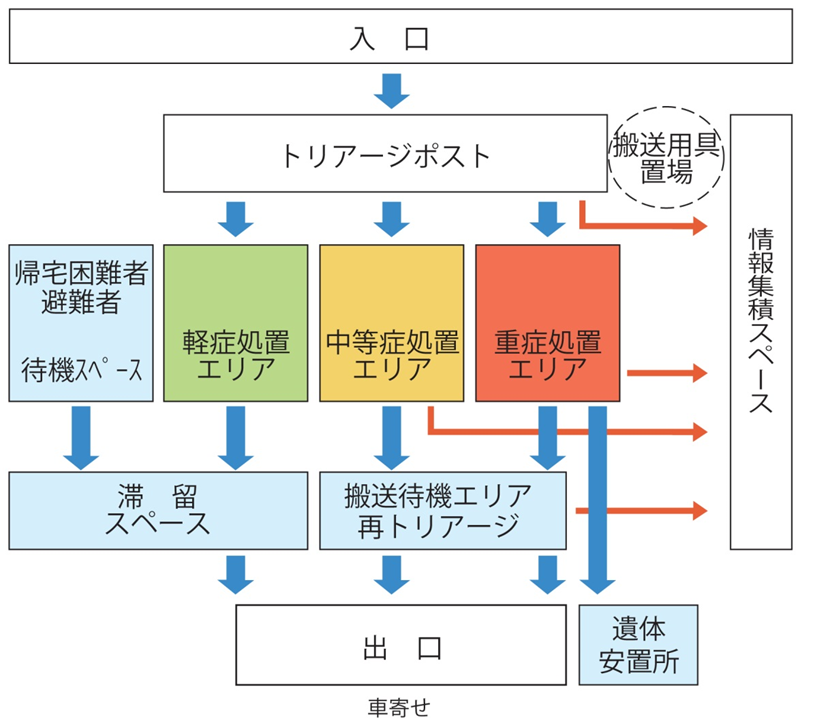 入　口
トリアージポスト
搬送用具
置場
情報集積スペース
帰宅困難者
避難者
待機ｽﾍﾟｰｽ
軽症処置
エリア
中等症処置
エリア
重症処置
エリア
滞　留
スペース
搬送待機エリア
再トリアージ
出　口
遺体
安置所
車寄せ